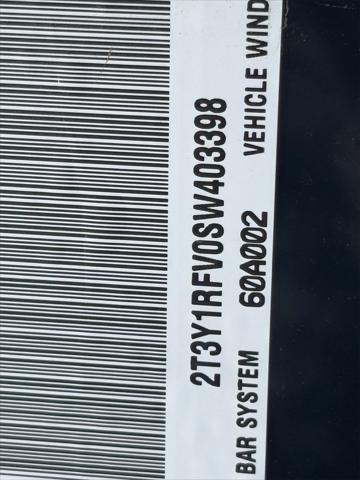 2T3Y1RFV0SW403398
BAR SYSTEM 60A002 VEHICLE WIND